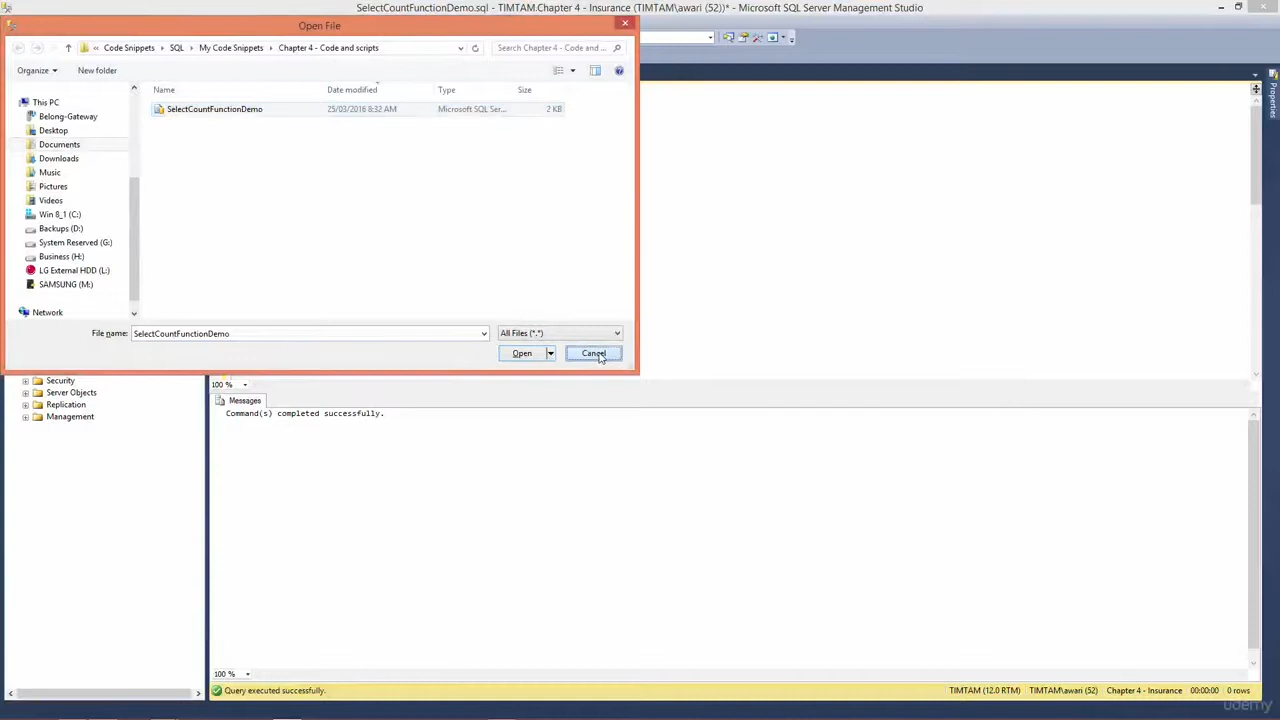 SelectCountFunctionDemo.sql - TIMTAM.Chapter 4 - Insurance (TIMTAM\awari (52))* - Microsoft SQL Server Management Studio
Open File
« Code Snippets › SQL › My Code Snippets › Chapter 4 - Code and scripts
Search Chapter 4 - Code and ...
Organize
New folder
Name
Date modified
Type
Size
SelectCountFunctionDemo
25/03/2016 8:32 AM
Microsoft SQL Ser...
2 KB
This PC
Belong-Gateway
Desktop
Documents
Downloads
Music
Pictures
Videos
Win 8_1 (C:)
Backups (D:)
System Reserved (G:)
Business (H:)
LG External HDD (L:)
SAMSUNG (M:)
Network
File name:
SelectCountFunctionDemo
All Files (*.*)
Open
Cancel
Properties
Security
Server Objects
Replication
Management
100 %
Messages
Command(s) completed successfully.
100 %
Query executed successfully.
TIMTAM (12.0 RTM)
TIMTAM\awari (52)
Chapter 4 - Insurance
00:00:00
0 rows
udemy